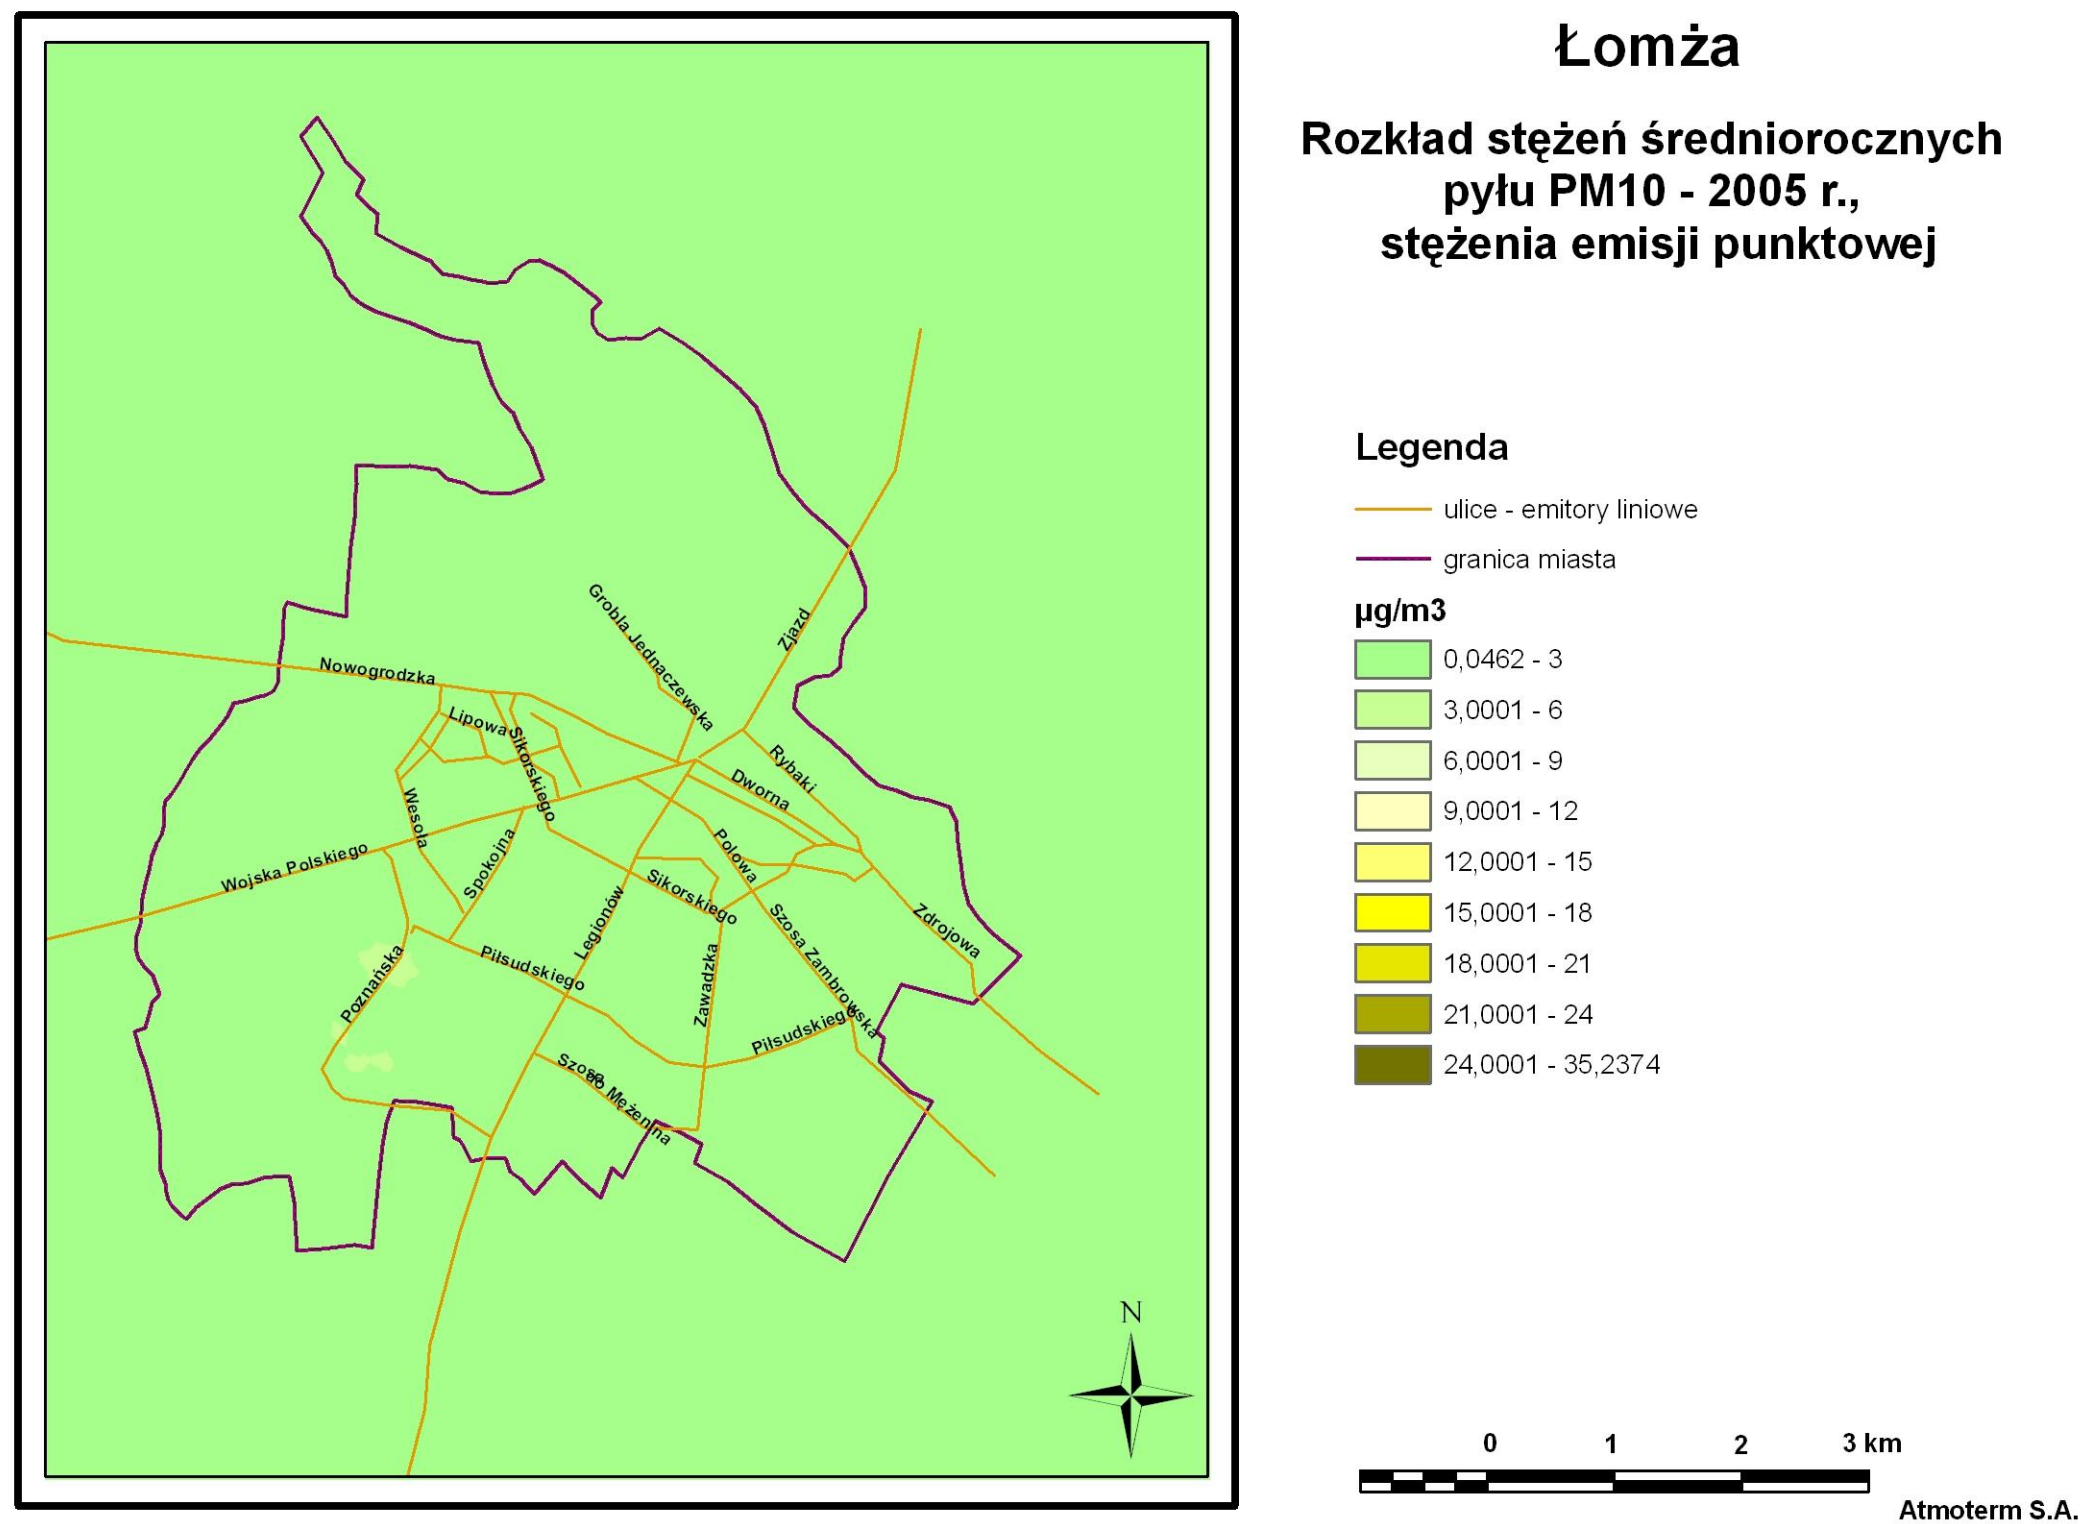 Łomża
Rozkład stężeń średniorocznych
pyłu PM10 - 2005 r.,
stężenia emisji punktowej
Legenda
ulice - emitory liniowe
granica miasta
µg/m3
0,0462 - 3
3,0001 - 6
6,0001 - 9
9,0001 - 12
12,0001 - 15
15,0001 - 18
18,0001 - 21
21,0001 - 24
24,0001 - 35,2374
Grobla Jednaczewska
Zjazd
Nowogrodzka
Lipowa
Sikorskiego
Rybaki
Dworna
Wesoła
Wojska Polskiego
Spokojna
Polowa
Sikorskiego
Legionów
Szosa Zambrowska
Zdrojowa
Piłsudskiego
Poznańska
Zawadzka
Piłsudskiego
Szosa do Mężenina
N
0 1 2 3 km
Atmoterm S.A.